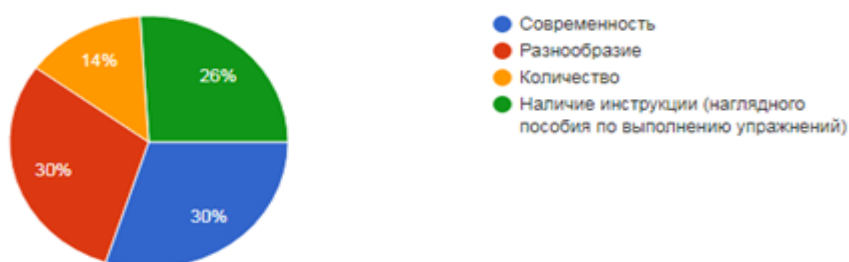 14%
26%
30%
30%
Современность
Разнообразие
Количество
Наличие инструкции (наглядного
пособия по выполнению упражнений)